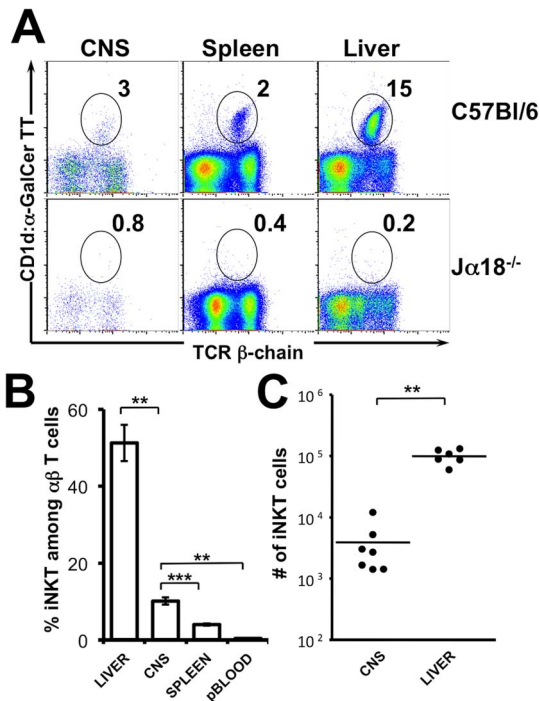 A
CNS Spleen Liver
CD1d:α-GalCer TT
3 2 15
C57Bl/6
0.8 0.4 0.2
Jα18-/-
TCR β-chain
B
% iNKT among αβ T cells
60
40
20
0
**
**
***
LIVER CNS SPLEEN pBLOOD
C
# of iNKT cells
10^6
10^5
10^4
10^3
10^2
**
CNS LIVER